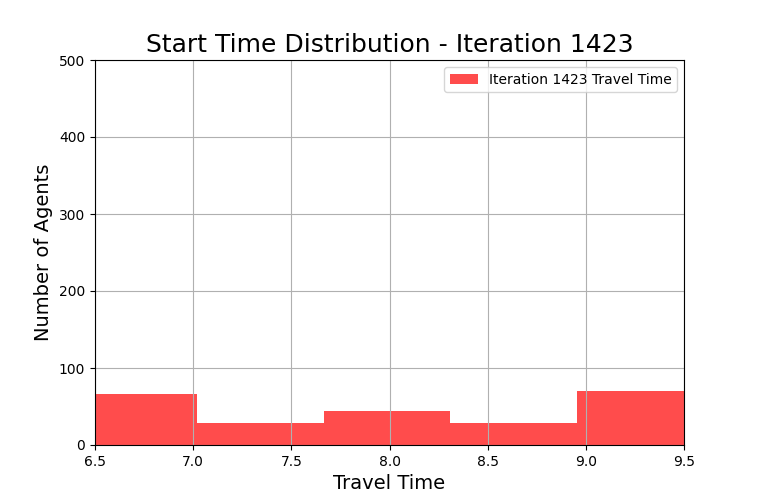 Start Time Distribution - Iteration 1423
Iteration 1423 Travel Time
Number of Agents
500
400
300
200
100
0
6.5 7.0 7.5 8.0 8.5 9.0 9.5
Travel Time